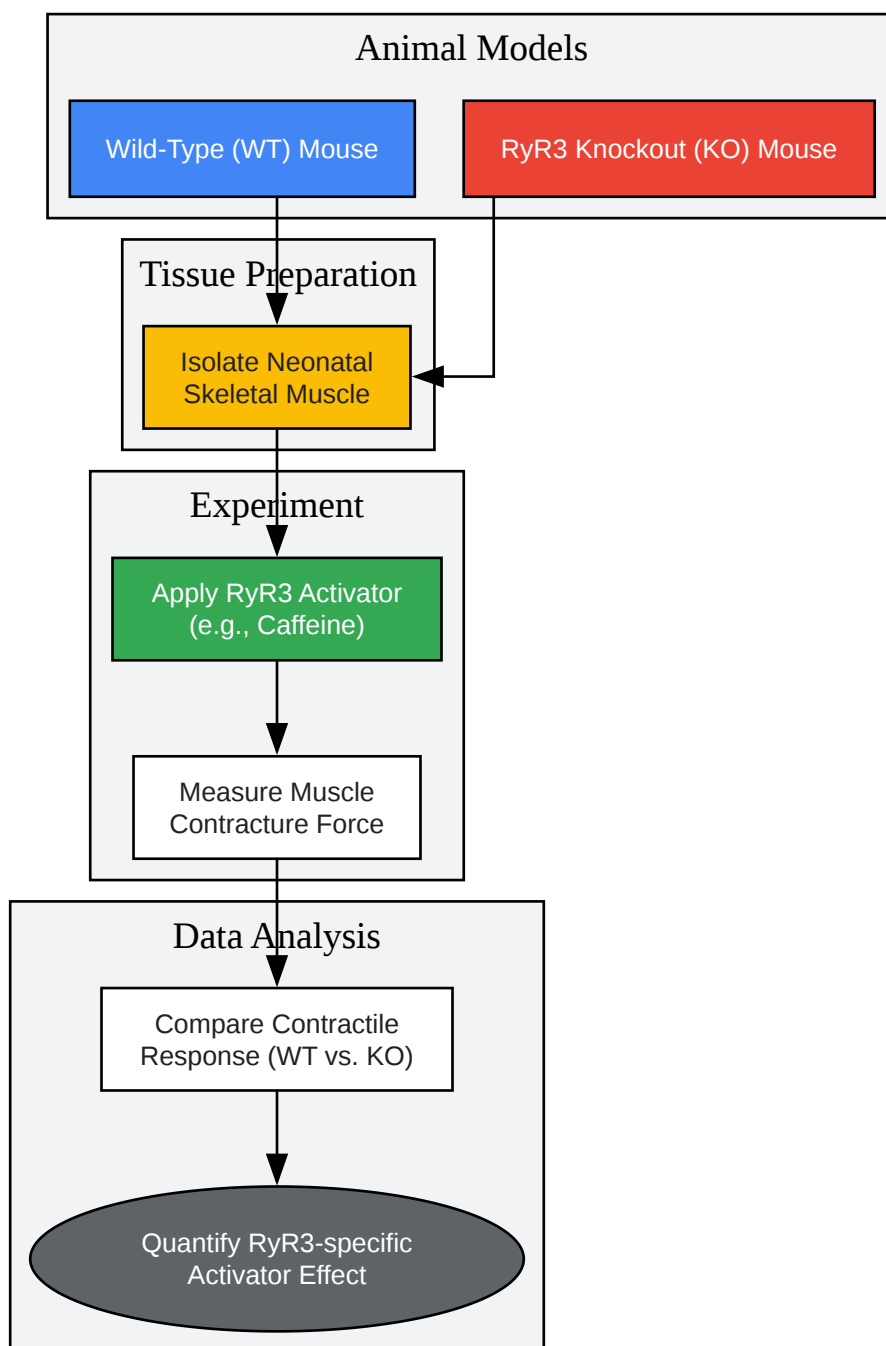 Animal Models
Wild-Type (WT) Mouse
RyR3 Knockout (KO) Mouse
Tissue Preparation
Isolate Neonatal
Skeletal Muscle
Experiment
Apply RyR3 Activator
(e.g., Caffeine)
Measure Muscle
Contracture Force
Data Analysis
Compare Contractile
Response (WT vs. KO)
Quantify RyR3-specific
Activator Effect